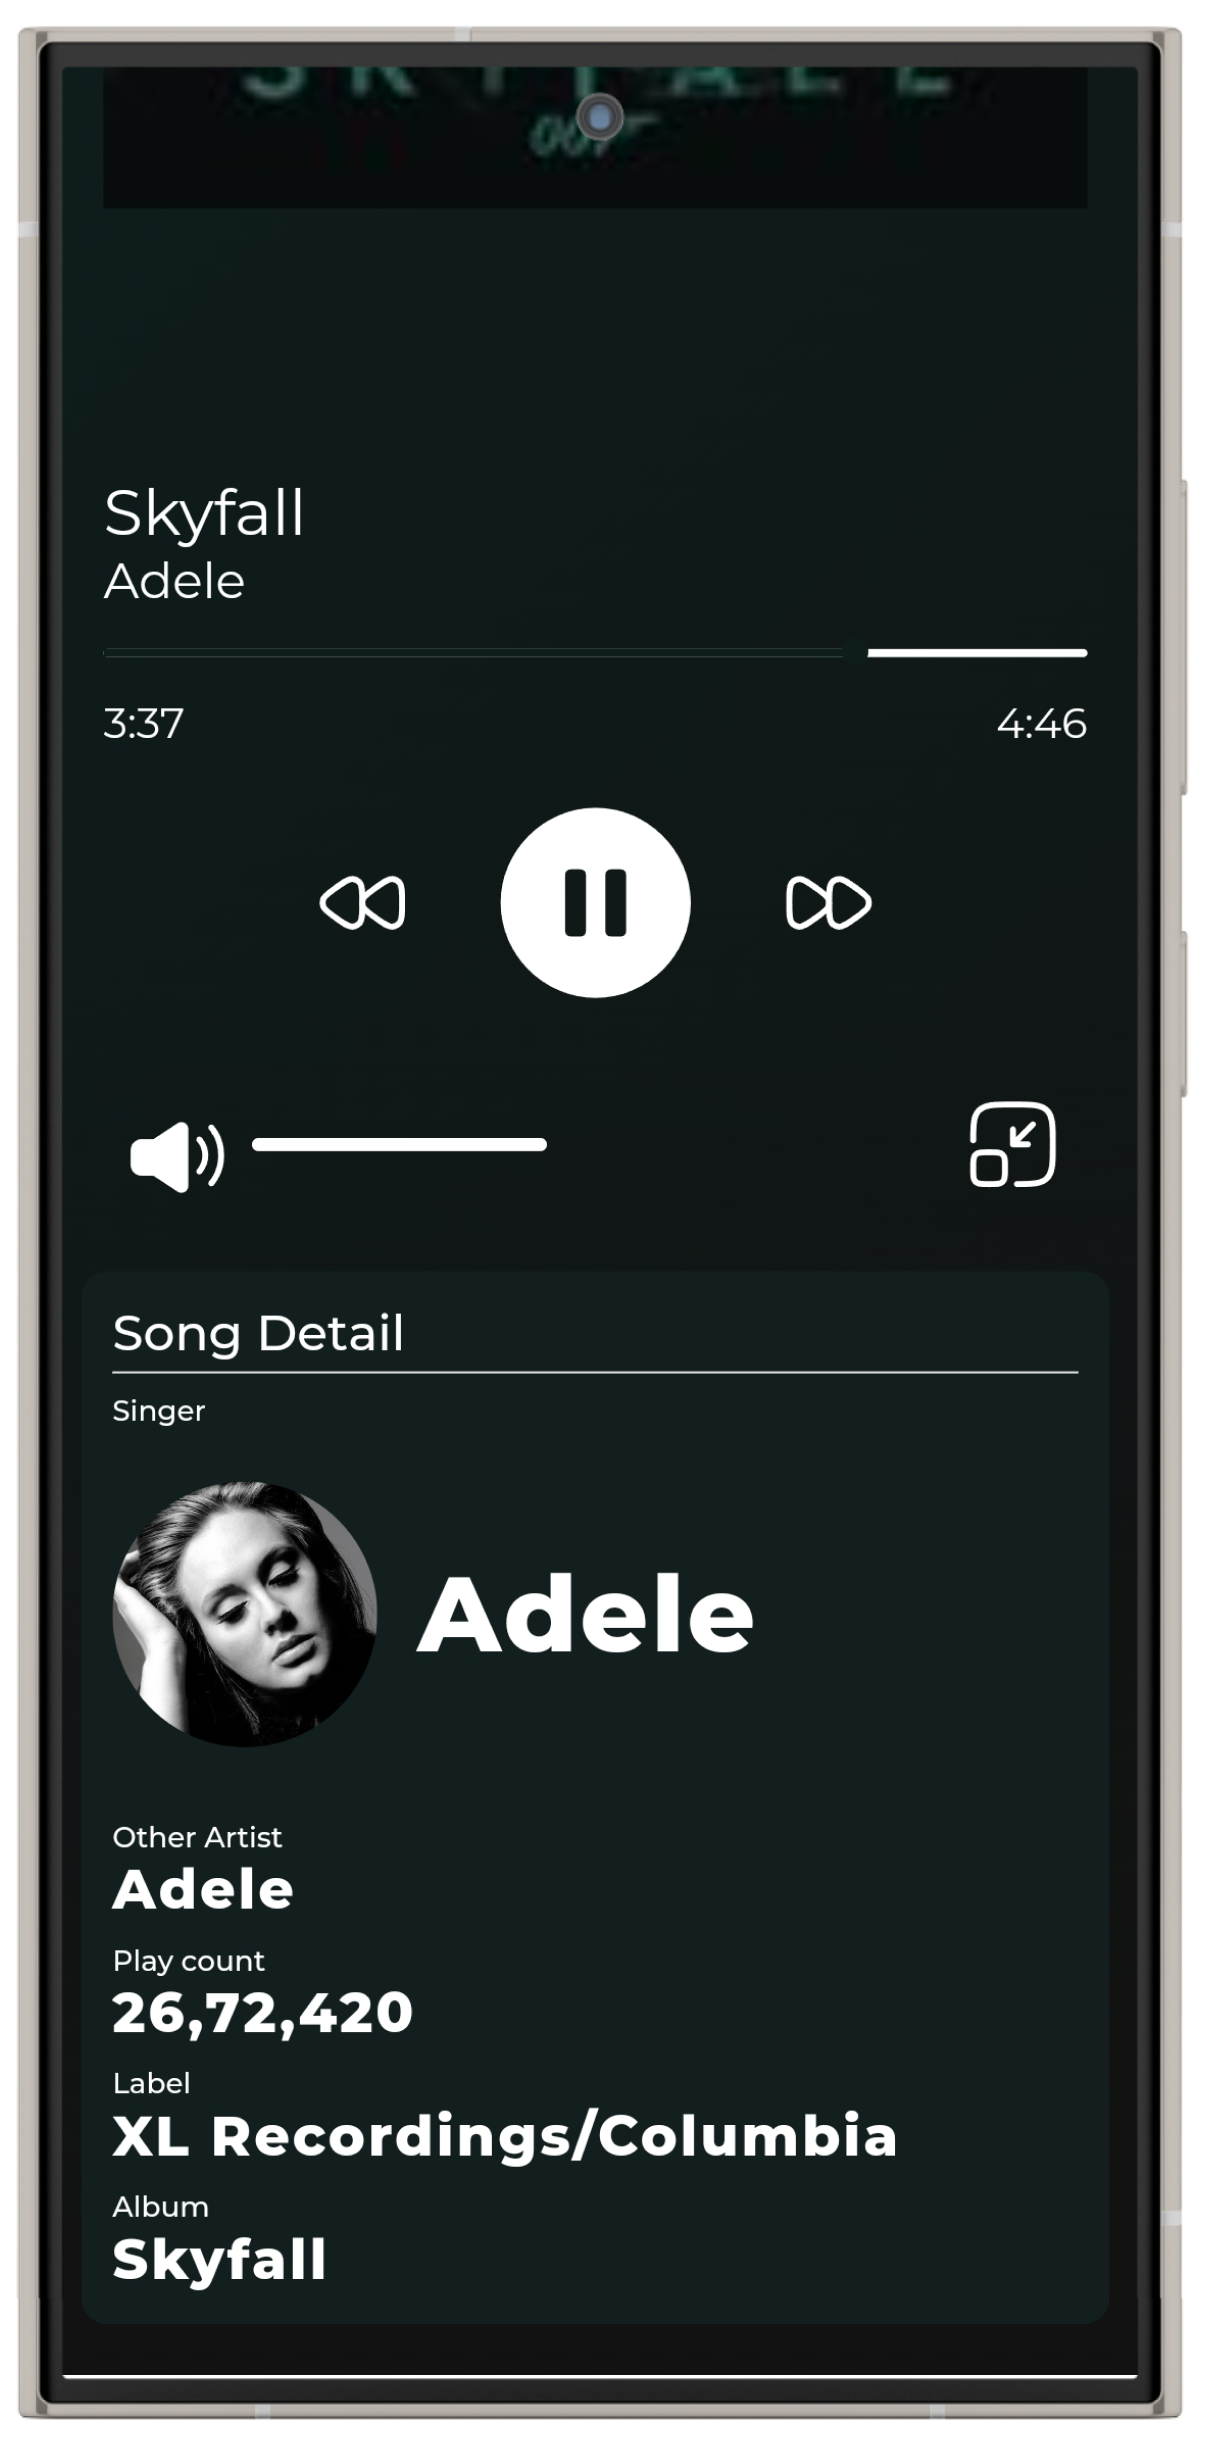 SKYFALL
007
Skyfall
Adele
3:37
4:46
Song Detail
Singer
Adele
Other Artist
Adele
Play count
26,72,420
Label
XL Recordings/Columbia
Album
Skyfall